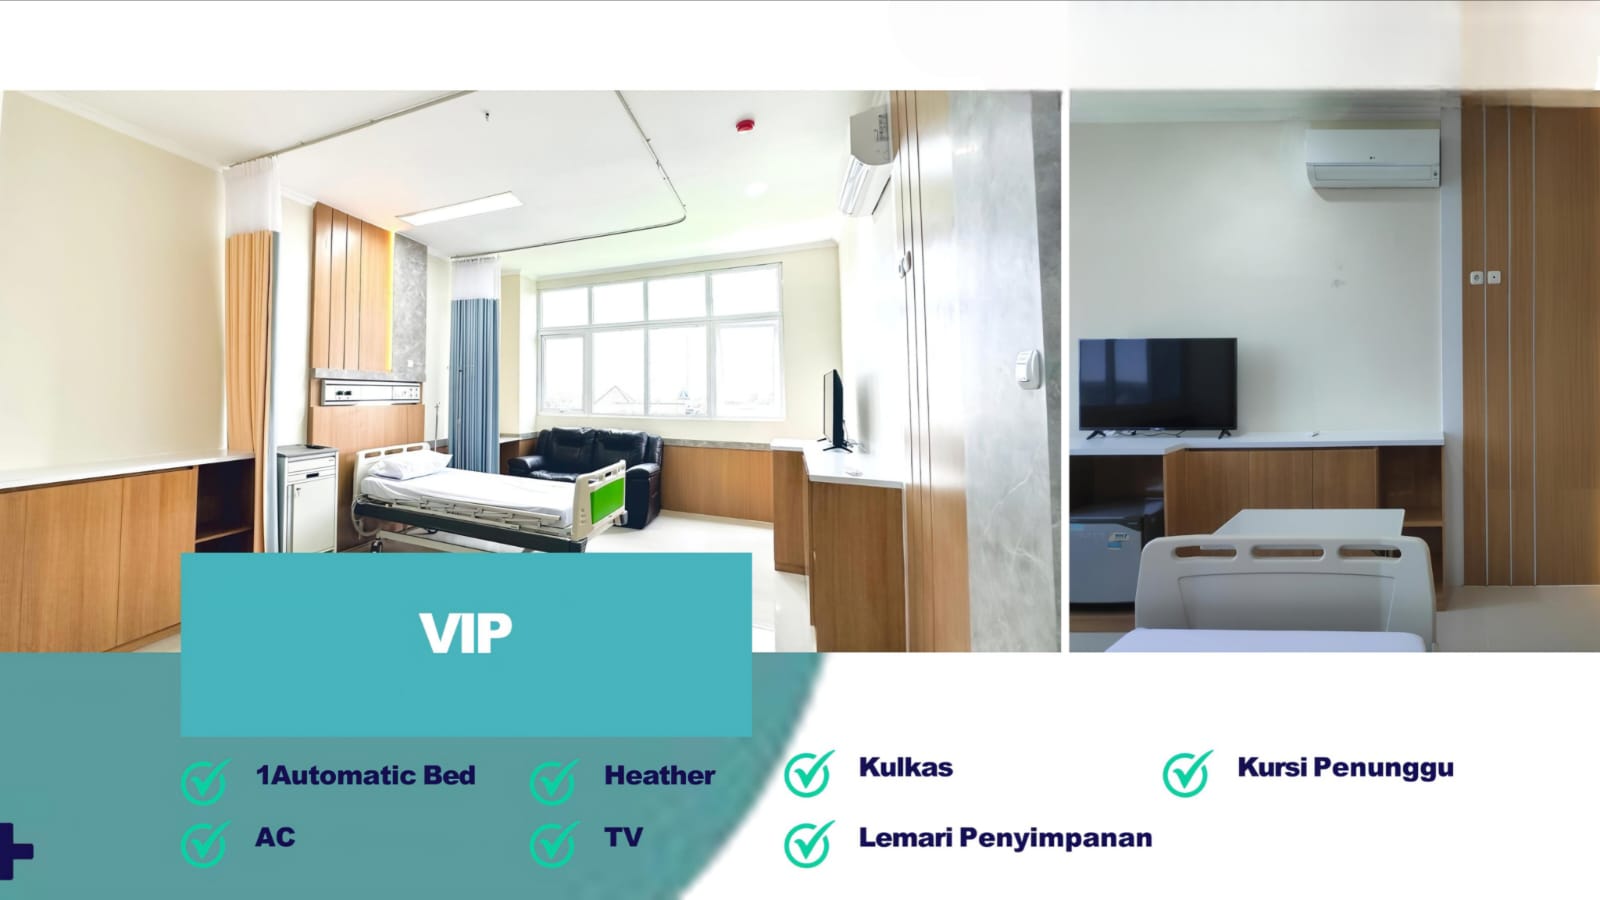 VIP
1Automatic Bed
Heather
Kulkas
Kursi Penunggu
AC
TV
Lemari Penyimpanan